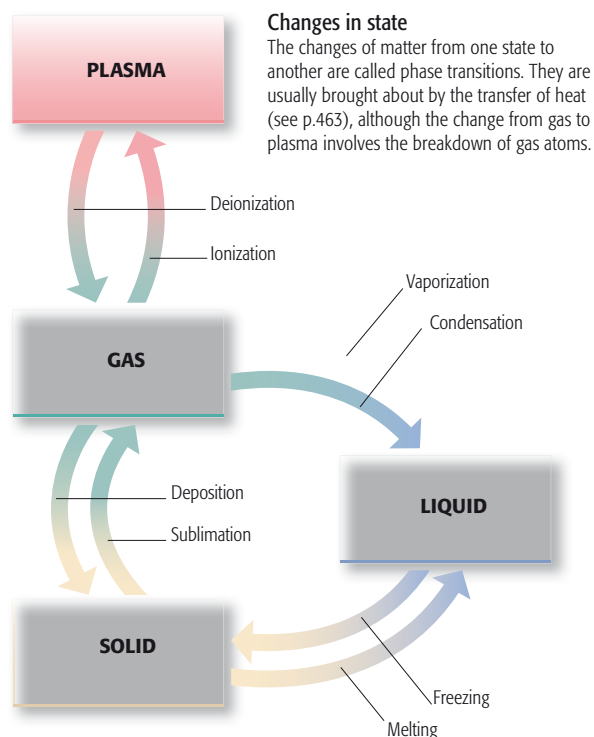 Changes in state
The changes of matter from one state to
another are called phase transitions. They are
usually brought about by the transfer of heat
(see p.463), although the change from gas to
plasma involves the breakdown of gas atoms.
PLASMA
Deionization
Ionization
Vaporization
Condensation
GAS
Deposition
Sublimation
LIQUID
SOLID
Freezing
Melting